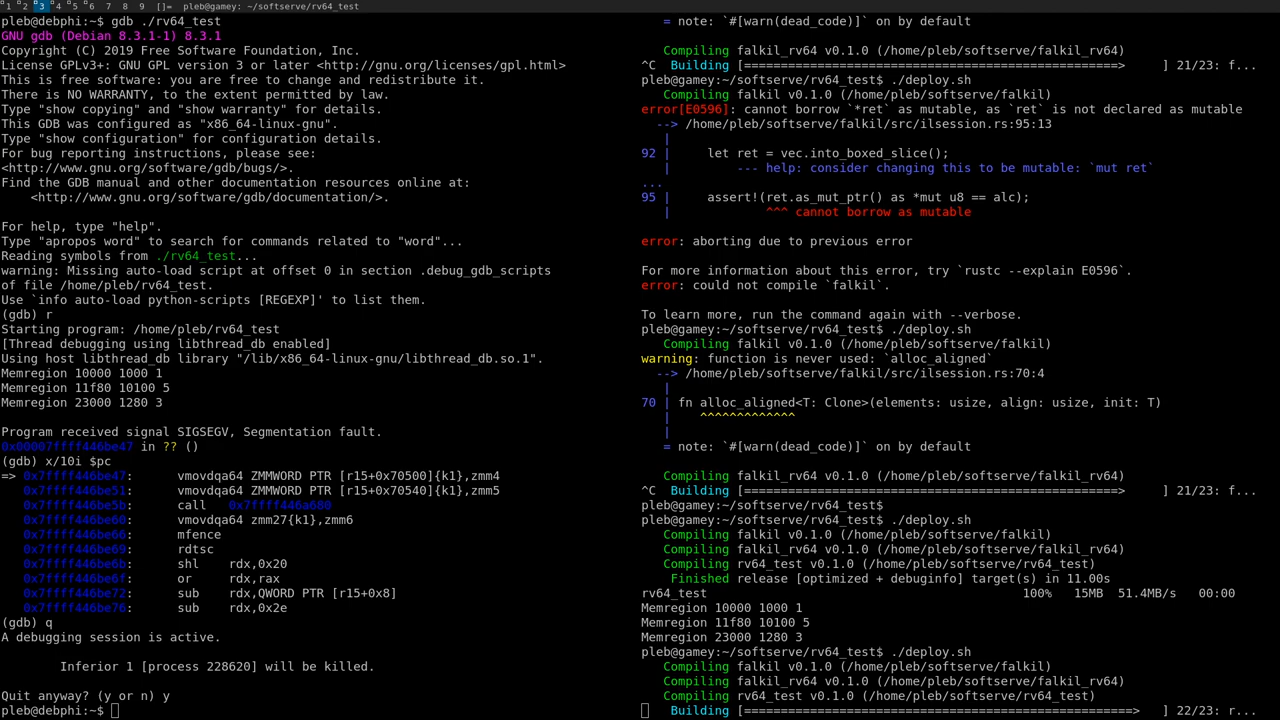 1 2 3 4 5 6 7 8 9 []= pleb@gamey: ~/softserve/rv64_test
pleb@debphi:~$ gdb ./rv64_test
GNU gdb (Debian 8.3.1-1) 8.3.1
Copyright (C) 2019 Free Software Foundation, Inc.
License GPLv3+: GNU GPL version 3 or later <http://gnu.org/licenses/gpl.html>
This is free software: you are free to change and redistribute it.
There is NO WARRANTY, to the extent permitted by law.
Type "show copying" and "show warranty" for details.
This GDB was configured as "x86_64-linux-gnu".
Type "show configuration" for configuration details.
For bug reporting instructions, please see:
<http://www.gnu.org/software/gdb/bugs/>.
Find the GDB manual and other documentation resources online at:
    <http://www.gnu.org/software/gdb/documentation/>.

For help, type "help".
Type "apropos word" to search for commands related to "word"...
Reading symbols from ./rv64_test...
warning: Missing auto-load script at offset 0 in section .debug_gdb_scripts
of file /home/pleb/rv64_test.
Use `info auto-load python-scripts [REGEXP]' to list them.
(gdb) r
Starting program: /home/pleb/rv64_test
[Thread debugging using libthread_db enabled]
Using host libthread_db library "/lib/x86_64-linux-gnu/libthread_db.so.1".
Memregion 10000 1000 1
Memregion 11f80 10100 5
Memregion 23000 1280 3

Program received signal SIGSEGV, Segmentation fault.
0x00007ffff446be47 in ?? ()
(gdb) x/10i $pc
=> 0x7ffff446be47:      vmovdqa64 ZMMWORD PTR [r15+0x70500]{k1},zmm4
   0x7ffff446be51:      vmovdqa64 ZMMWORD PTR [r15+0x70540]{k1},zmm5
   0x7ffff446be5b:      call   0x7ffff446a680
   0x7ffff446be60:      vmovdqa64 zmm27{k1},zmm6
   0x7ffff446be66:      mfence
   0x7ffff446be69:      rdtsc
   0x7ffff446be6b:      shl    rdx,0x20
   0x7ffff446be6f:      or     rdx,rax
   0x7ffff446be72:      sub    rdx,QWORD PTR [r15+0x8]
   0x7ffff446be76:      sub    rdx,0x2e
(gdb) q
A debugging session is active.

        Inferior 1 [process 228620] will be killed.

Quit anyway? (y or n) y
pleb@debphi:~$
   = note: `#[warn(dead_code)]` on by default

   Compiling falkil_rv64 v0.1.0 (/home/pleb/softserve/falkil_rv64)
^C  Building [===================================================>     ] 21/23: f...
pleb@gamey:~/softserve/rv64_test$ ./deploy.sh
   Compiling falkil v0.1.0 (/home/pleb/softserve/falkil)
error[E0596]: cannot borrow `*ret` as mutable, as `ret` is not declared as mutable
  --> /home/pleb/softserve/falkil/src/ilsession.rs:95:13
   |
92 |     let ret = vec.into_boxed_slice();
   |         --- help: consider changing this to be mutable: `mut ret`
...
95 |     assert!(ret.as_mut_ptr() as *mut u8 == alc);
   |             ^^^ cannot borrow as mutable

error: aborting due to previous error

For more information about this error, try `rustc --explain E0596`.
error: could not compile `falkil`.

To learn more, run the command again with --verbose.
pleb@gamey:~/softserve/rv64_test$ ./deploy.sh
   Compiling falkil v0.1.0 (/home/pleb/softserve/falkil)
warning: function is never used: `alloc_aligned`
  --> /home/pleb/softserve/falkil/src/ilsession.rs:70:4
   |
70 | fn alloc_aligned<T: Clone>(elements: usize, align: usize, init: T)
   |    ^^^^^^^^^^^^^
   |
   = note: `#[warn(dead_code)]` on by default

   Compiling falkil_rv64 v0.1.0 (/home/pleb/softserve/falkil_rv64)
^C  Building [===================================================>     ] 21/23: f...
pleb@gamey:~/softserve/rv64_test$
pleb@gamey:~/softserve/rv64_test$ ./deploy.sh
   Compiling falkil v0.1.0 (/home/pleb/softserve/falkil)
   Compiling falkil_rv64 v0.1.0 (/home/pleb/softserve/falkil_rv64)
   Compiling rv64_test v0.1.0 (/home/pleb/softserve/rv64_test)
    Finished release [optimized + debuginfo] target(s) in 11.00s
rv64_test                                           100%   15MB  51.4MB/s   00:00
Memregion 10000 1000 1
Memregion 11f80 10100 5
Memregion 23000 1280 3
pleb@gamey:~/softserve/rv64_test$ ./deploy.sh
   Compiling falkil v0.1.0 (/home/pleb/softserve/falkil)
   Compiling falkil_rv64 v0.1.0 (/home/pleb/softserve/falkil_rv64)
   Compiling rv64_test v0.1.0 (/home/pleb/softserve/rv64_test)
    Building [=====================================================>   ] 22/23: r...